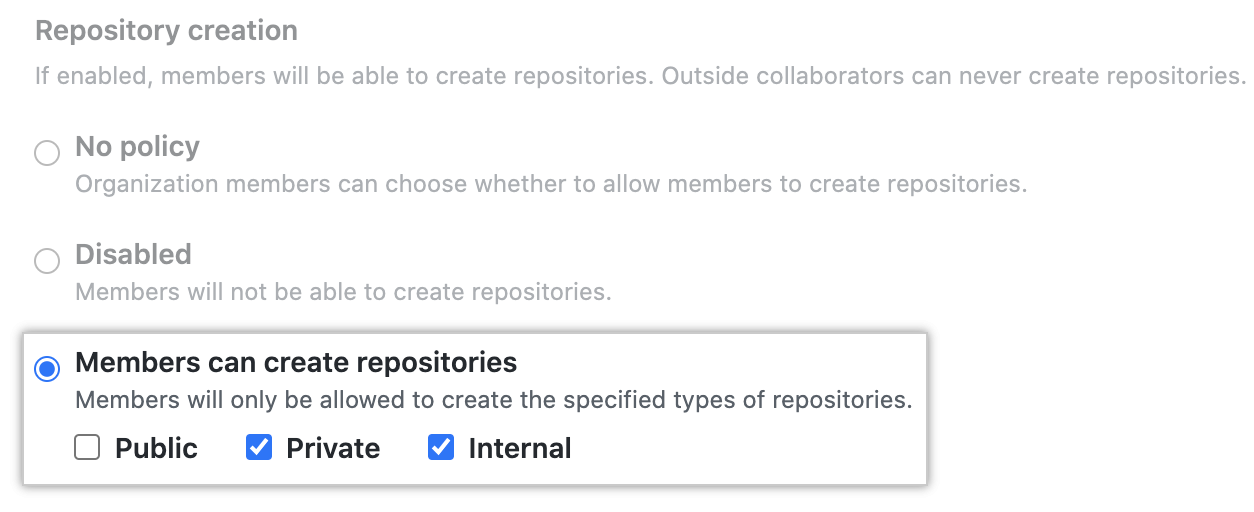 Repository creation
If enabled, members will be able to create repositories. Outside collaborators can never create repositories.
No policy
Organization members can choose whether to allow members to create repositories.
Disabled
Members will not be able to create repositories.
Members can create repositories
Members will only be allowed to create the specified types of repositories.
Public Private Internal